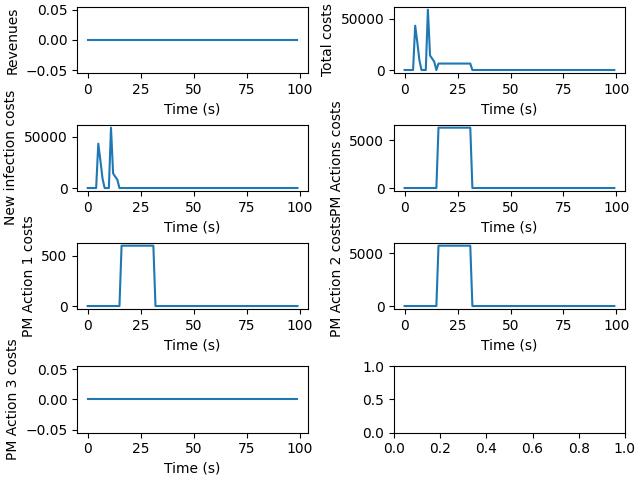 Revenues
0.05
0.00
−0.05
0 25 50 75 100
Time (s)
Total costs
50000
0
0 25 50 75 100
Time (s)
New infection costs
50000
0
0 25 50 75 100
Time (s)
PM Actions costs
5000
0
0 25 50 75 100
Time (s)
PM Action 1 costs
500
0
0 25 50 75 100
Time (s)
PM Action 2 costs
5000
0
0 25 50 75 100
Time (s)
PM Action 3 costs
0.05
0.00
−0.05
0 25 50 75 100
Time (s)
1.0
0.5
0.0
0.0 0.2 0.4 0.6 0.8 1.0